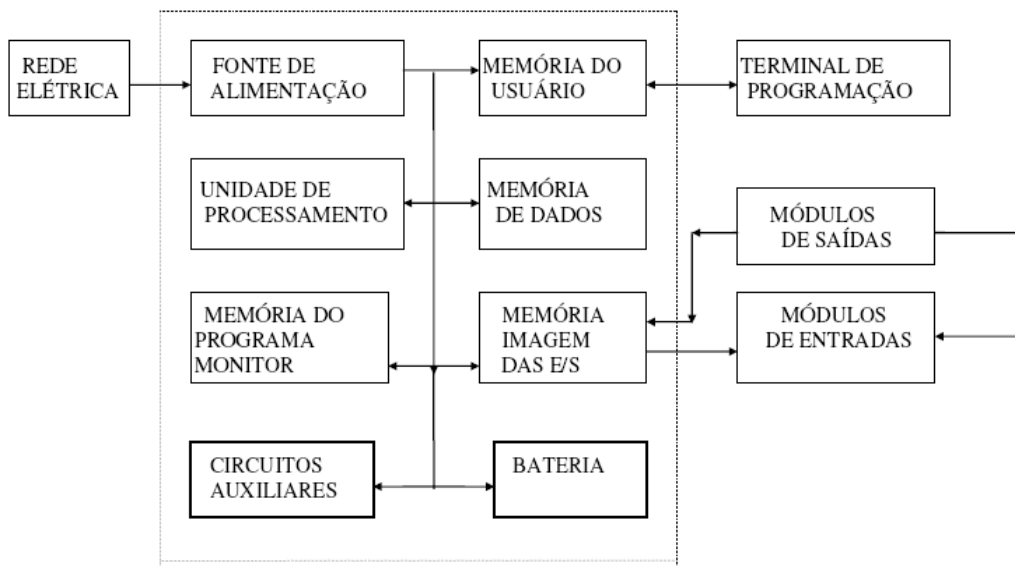 REDE
ELÉTRICA
FONTE DE
ALIMENTAÇÃO
MEMÓRIA DO
USUÁRIO
TERMINAL DE
PROGRAMAÇÃO
UNIDADE DE
PROCESSAMENTO
MEMÓRIA
DE DADOS
MÓDULOS
DE SAÍDAS
MEMÓRIA DO
PROGRAMA
MONITOR
MEMÓRIA
IMAGEM
DAS E/S
MÓDULOS
DE ENTRADAS
CIRCUITOS
AUXILIARES
BATERIA